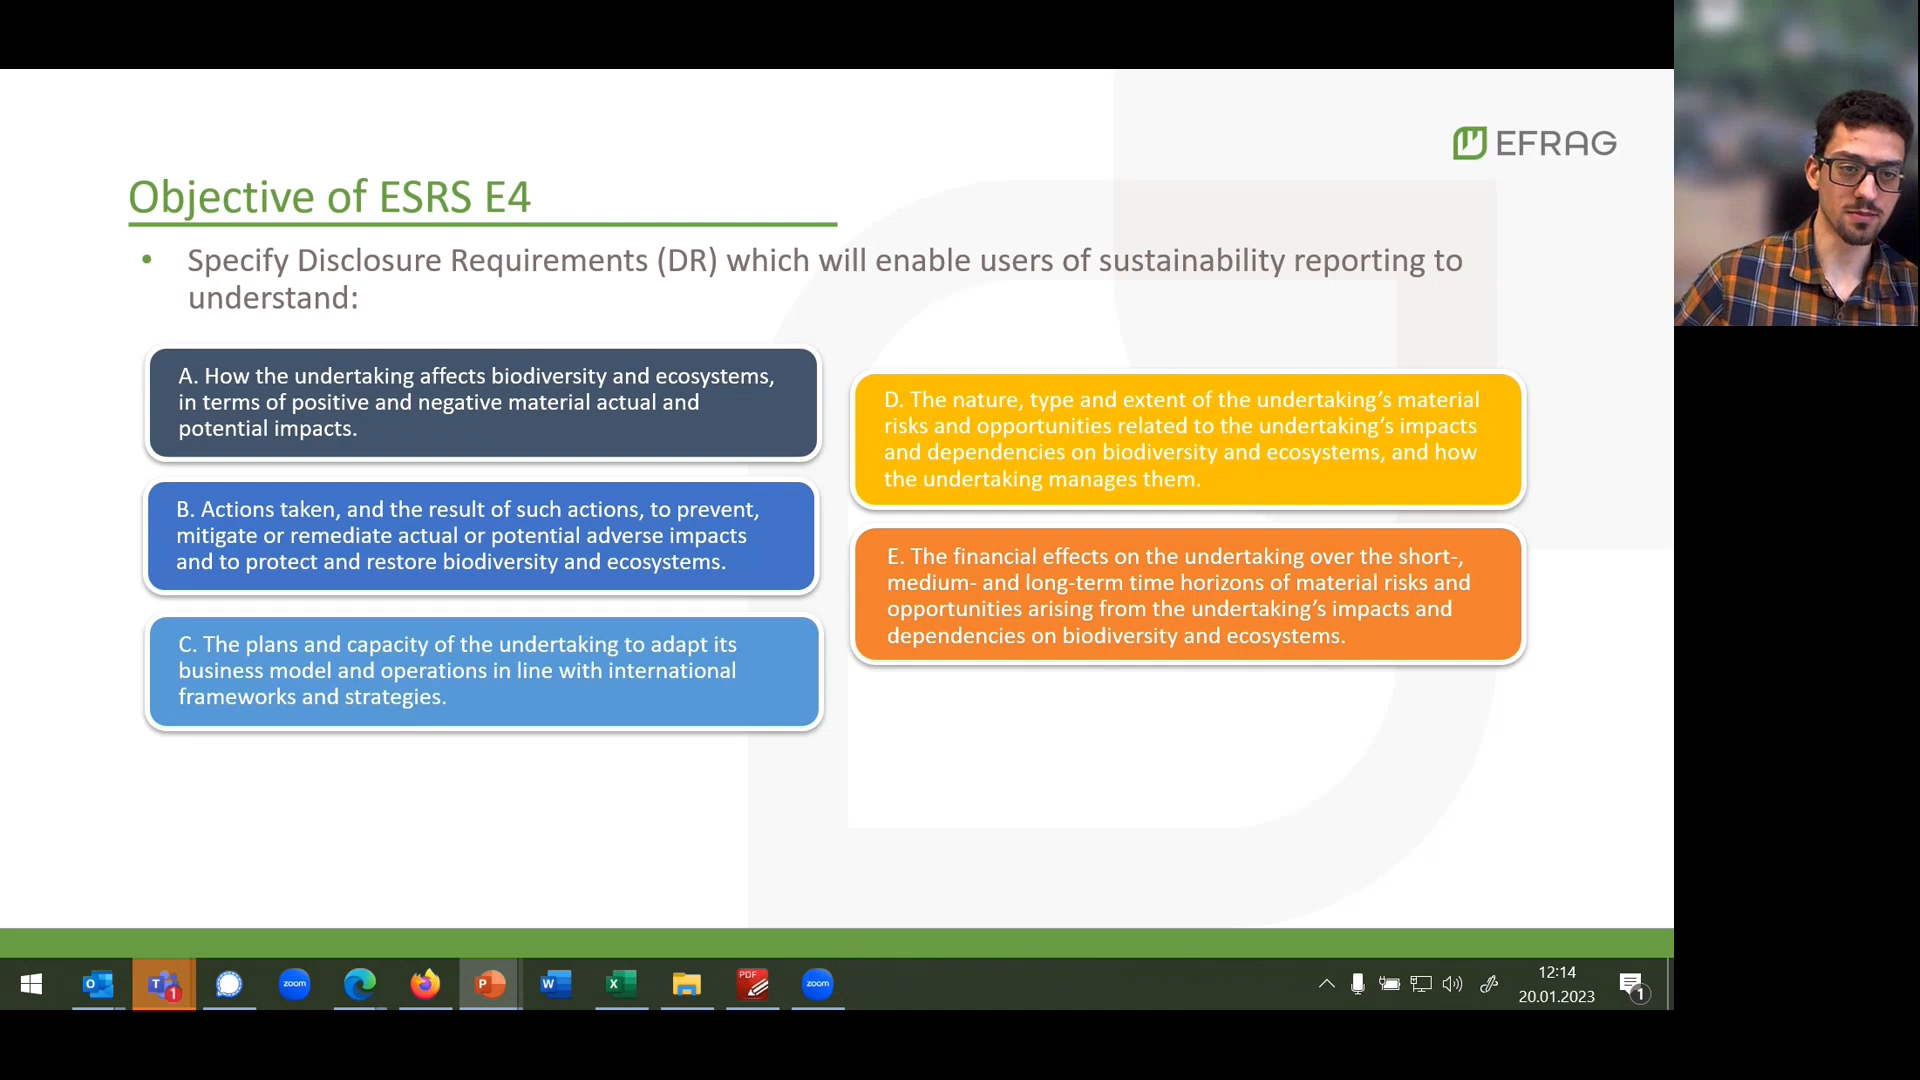 EFRAG
Objective of ESRS E4
• Specify Disclosure Requirements (DR) which will enable users of sustainability reporting to
understand:
A. How the undertaking affects biodiversity and ecosystems,
in terms of positive and negative material actual and
potential impacts.
B. Actions taken, and the result of such actions, to prevent,
mitigate or remediate actual or potential adverse impacts
and to protect and restore biodiversity and ecosystems.
C. The plans and capacity of the undertaking to adapt its
business model and operations in line with international
frameworks and strategies.
D. The nature, type and extent of the undertaking’s material
risks and opportunities related to the undertaking’s impacts
and dependencies on biodiversity and ecosystems, and how
the undertaking manages them.
E. The financial effects on the undertaking over the short-,
medium- and long-term time horizons of material risks and
opportunities arising from the undertaking’s impacts and
dependencies on biodiversity and ecosystems.
O T 1 zoom P W X PDF zoom
12:14
20.01.2023
1